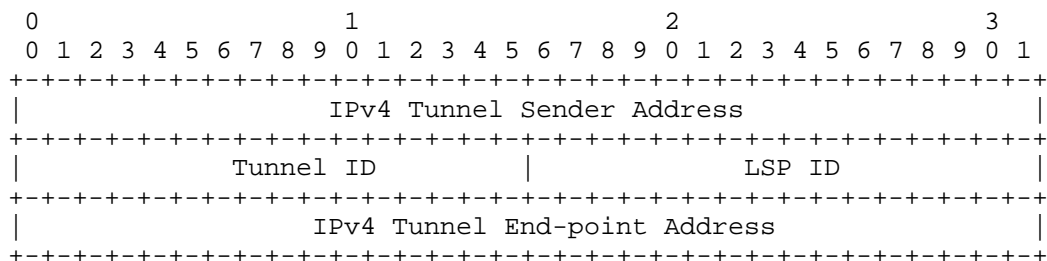 0                   1                   2                   3
 0 1 2 3 4 5 6 7 8 9 0 1 2 3 4 5 6 7 8 9 0 1 2 3 4 5 6 7 8 9 0 1
+-+-+-+-+-+-+-+-+-+-+-+-+-+-+-+-+-+-+-+-+-+-+-+-+-+-+-+-+-+-+-+-+
|                   IPv4 Tunnel Sender Address                  |
+-+-+-+-+-+-+-+-+-+-+-+-+-+-+-+-+-+-+-+-+-+-+-+-+-+-+-+-+-+-+-+-+
|             Tunnel ID         |             LSP ID            |
+-+-+-+-+-+-+-+-+-+-+-+-+-+-+-+-+-+-+-+-+-+-+-+-+-+-+-+-+-+-+-+-+
|                  IPv4 Tunnel End-point Address                |
+-+-+-+-+-+-+-+-+-+-+-+-+-+-+-+-+-+-+-+-+-+-+-+-+-+-+-+-+-+-+-+-+